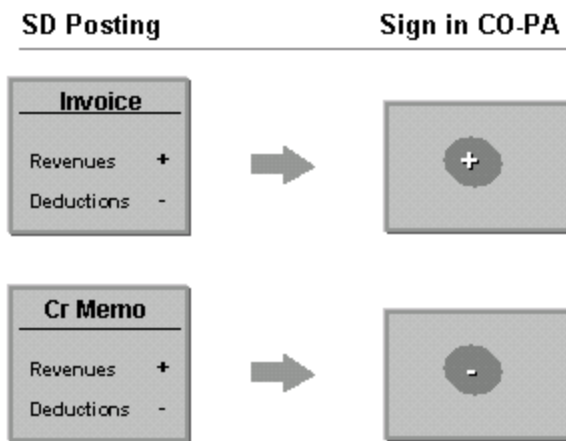 SD Posting Sign in CO-PA
Invoice
Revenues +
Deductions -
+
Cr Memo
Revenues +
Deductions -
-